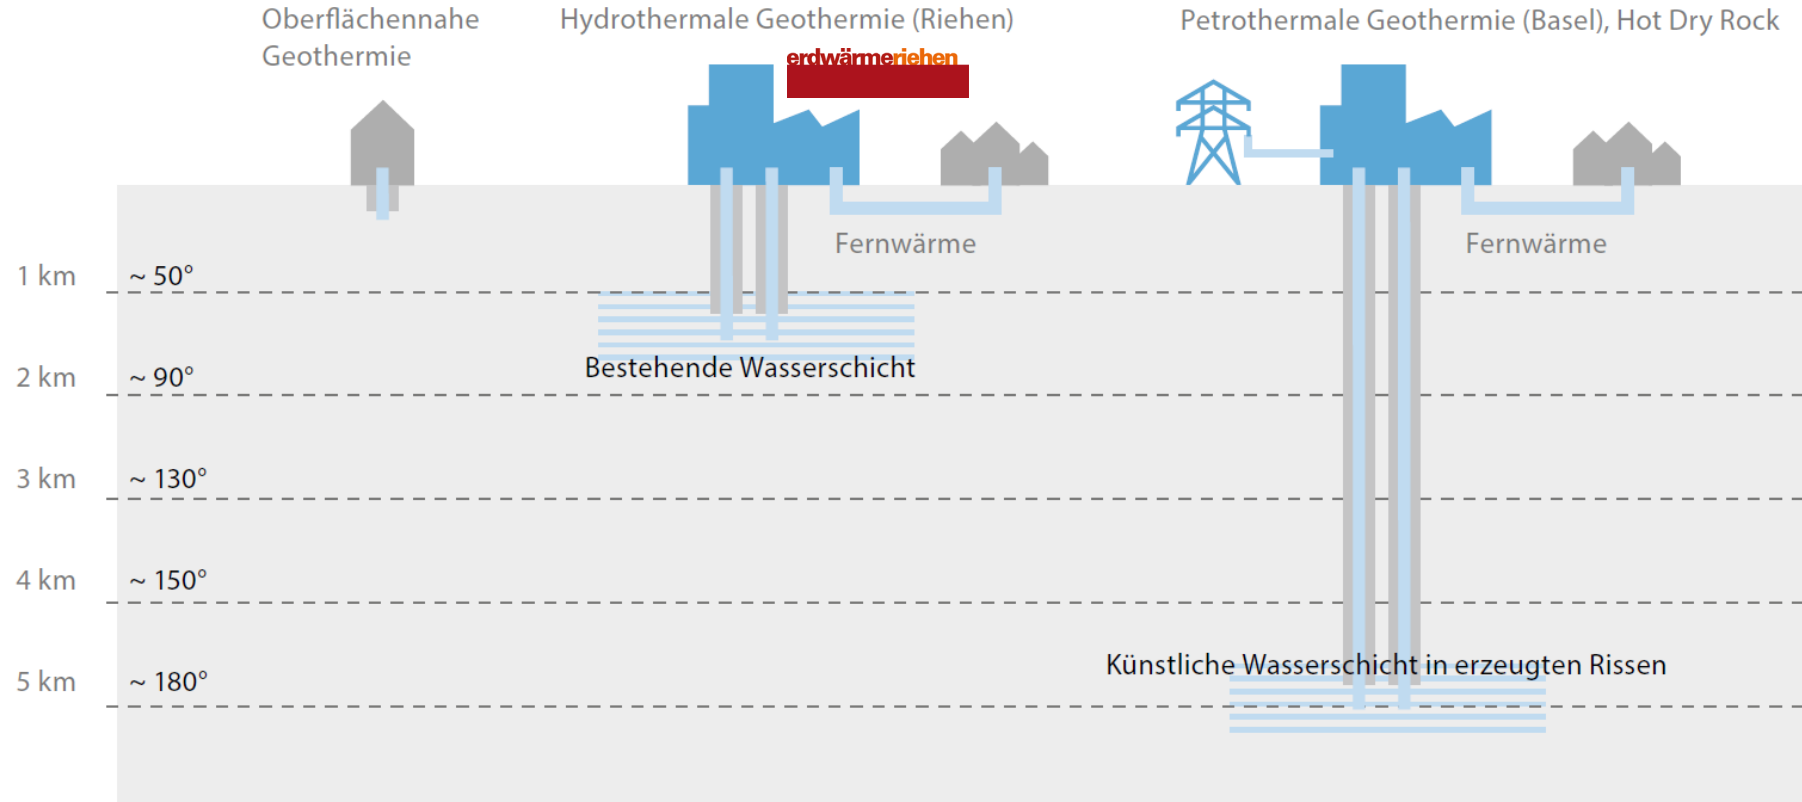 Oberflächennahe
Geothermie
Hydrothermale Geothermie (Riehen)
Petrothermale Geothermie (Basel), Hot Dry Rock
erdwärmeriehen
Fernwärme
Fernwärme
1 km
~ 50°
Bestehende Wasserschicht
2 km
~ 90°
3 km
~ 130°
4 km
~ 150°
Künstliche Wasserschicht in erzeugten Rissen
5 km
~ 180°